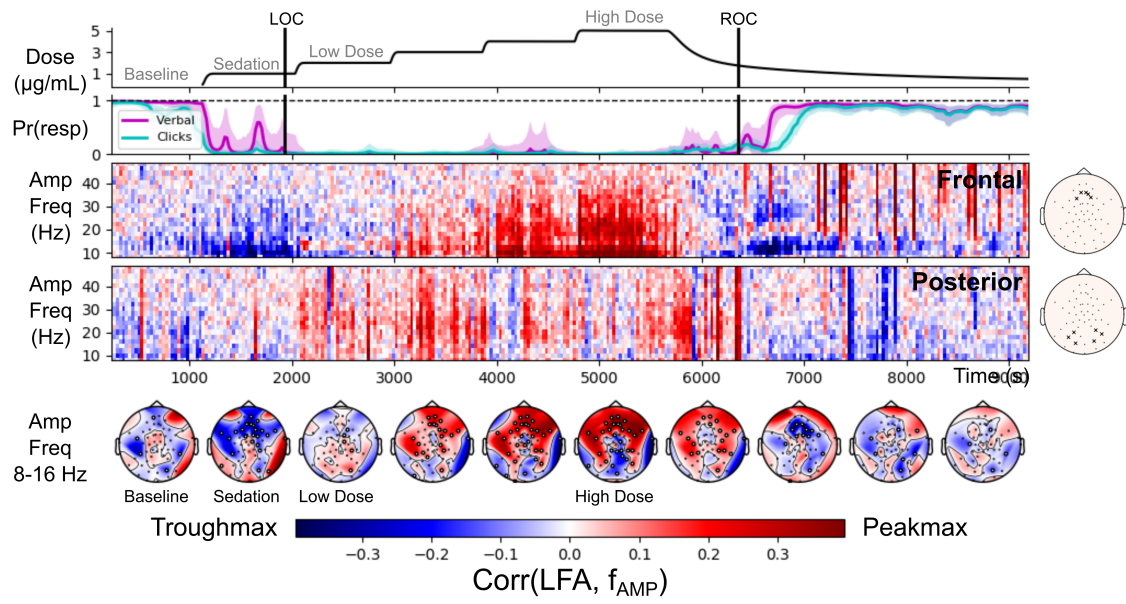 LOC
ROC
High Dose
Low Dose
Sedation
Baseline
Dose
(μg/mL)
5
3
1
Pr(resp)
1
0
Verbal
Clicks
Amp
Freq
(Hz)
40
30
20
10
Frontal
Amp
Freq
(Hz)
40
30
20
10
Posterior
1000 2000 3000 4000 5000 6000 7000 8000 9000
Time (s)
Amp
Freq
8-16 Hz
Baseline Sedation Low Dose High Dose
Troughmax Peakmax
−0.3 −0.2 −0.1 0.0 0.1 0.2 0.3
Corr(LFA, fAMP)